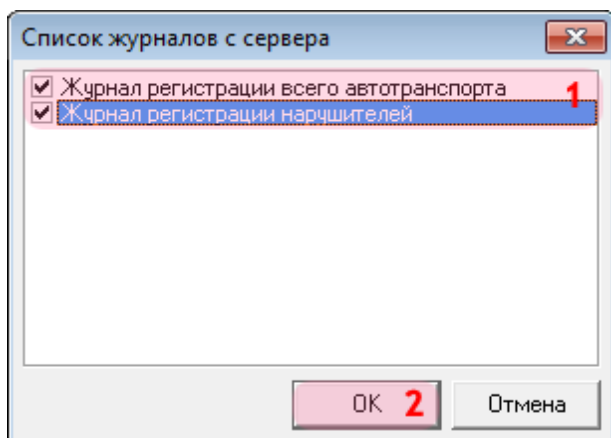 Список журналов с сервера
Журнал регистрации всего автотранспорта 1
Журнал регистрации нарушителей
OK 2 Отмена